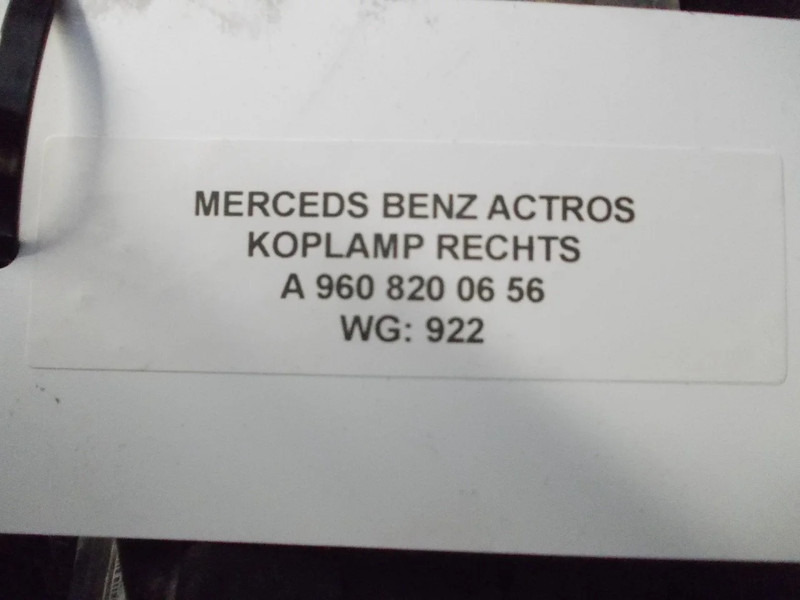 MERCEDS BENZ ACTROS
KOPLAMP RECHTS
A 960 820 06 56
WG: 922